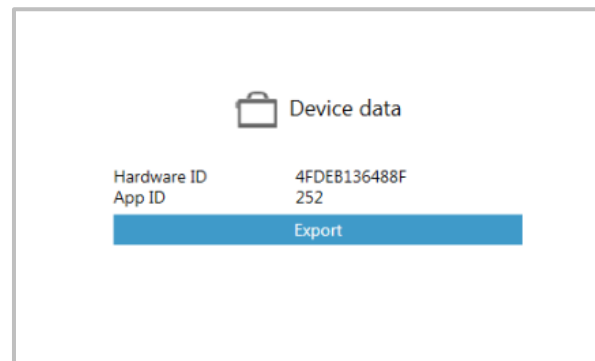 Device data
Hardware ID 4FDEB136488F
App ID 252
Export